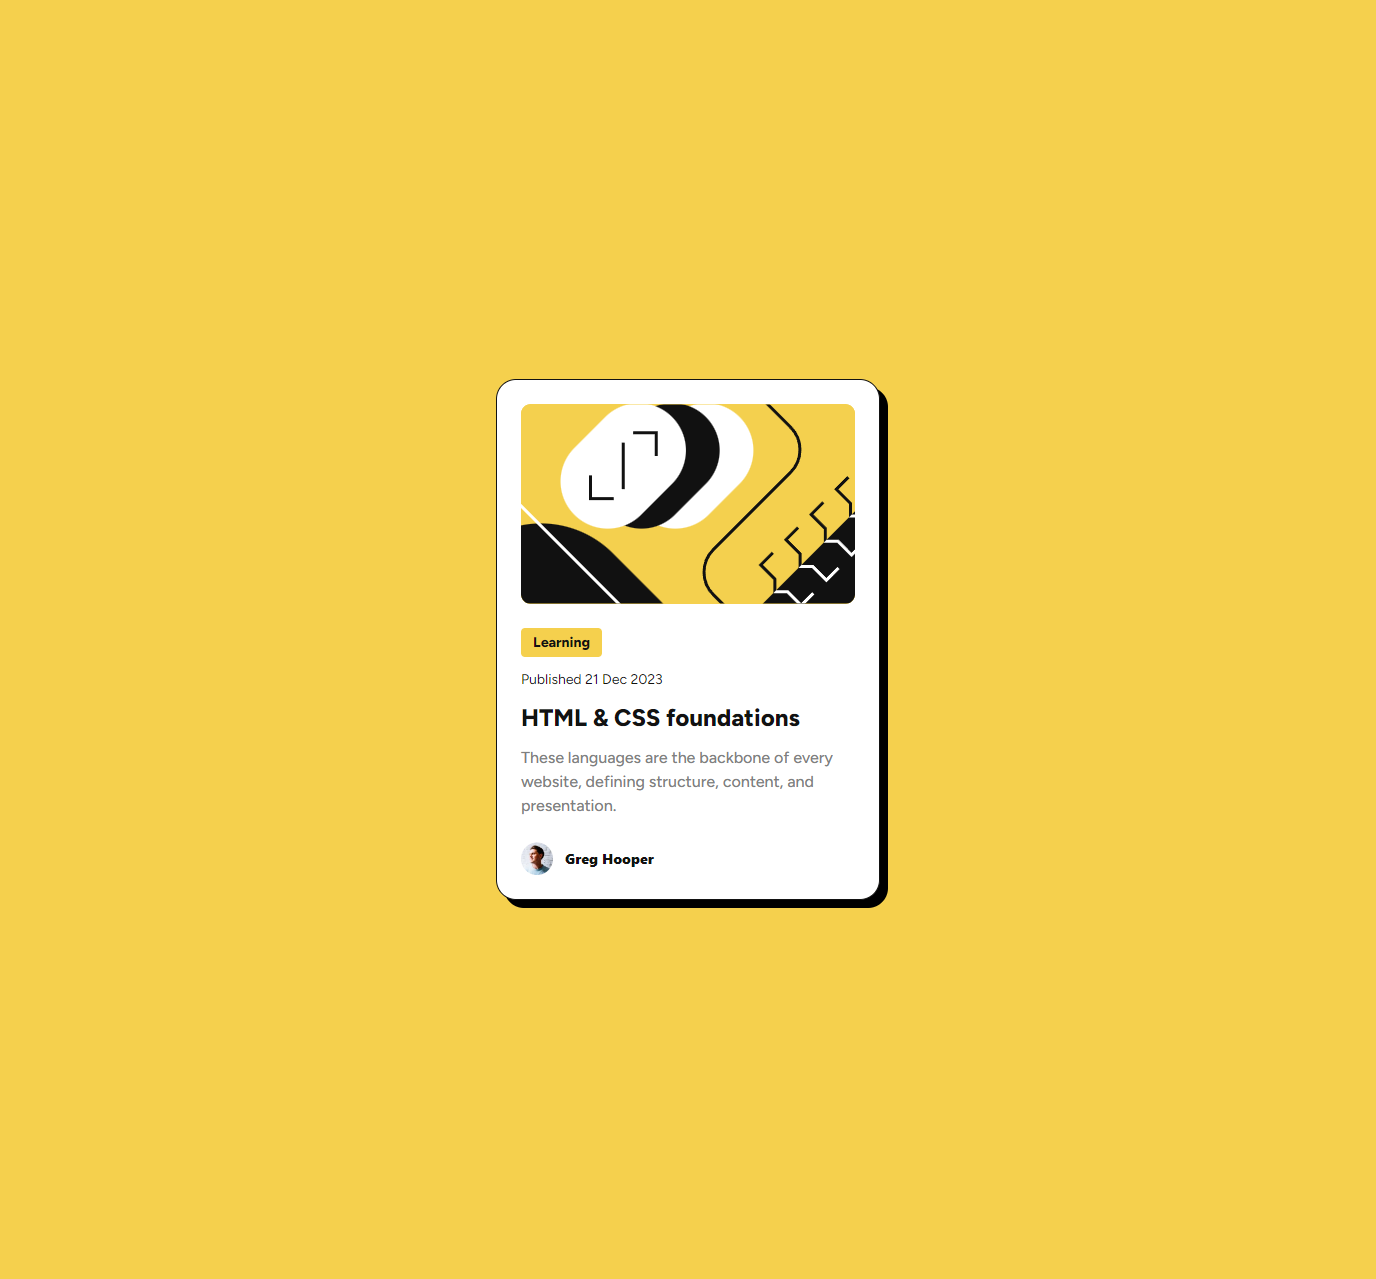 Learning
Published 21 Dec 2023
HTML & CSS foundations
These languages are the backbone of every
website, defining structure, content, and
presentation.
Greg Hooper